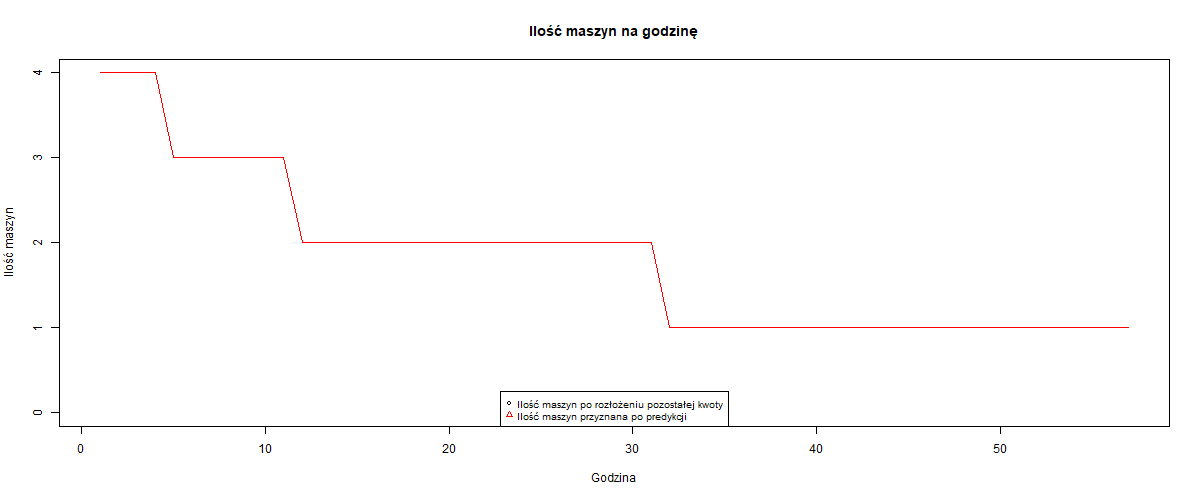 Ilość maszyn na godzinę
Ilość maszyn
4
3
2
1
0
Ilość maszyn po rozłożeniu pozostałej kwoty
Ilość maszyn przyznana po predykcji
0 10 20 30 40 50
Godzina